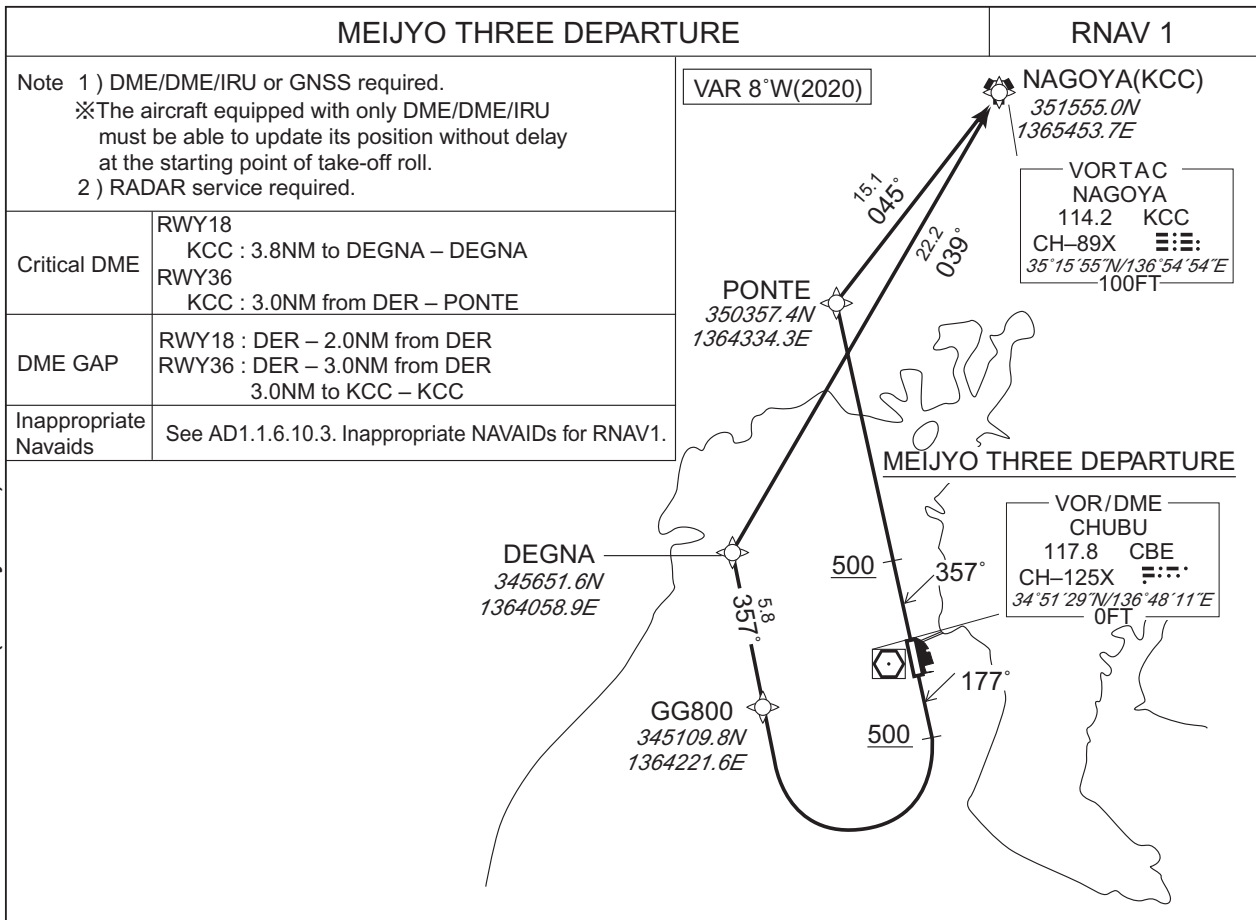 MEIJYO THREE DEPARTURE
RNAV 1
Note 1 ) DME/DME/IRU or GNSS required.
※The aircraft equipped with only DME/DME/IRU
must be able to update its position without delay
at the starting point of take-off roll.
2 ) RADAR service required.
Critical DME
RWY18
KCC : 3.8NM to DEGNA – DEGNA
RWY36
KCC : 3.0NM from DER – PONTE
DME GAP
RWY18 : DER – 2.0NM from DER
RWY36 : DER – 3.0NM from DER
3.0NM to KCC – KCC
Inappropriate
Navaids
See AD1.1.6.10.3. Inappropriate NAVAIDs for RNAV1.
VAR 8°W(2020)
NAGOYA(KCC)
351555.0N
1365453.7E
VORTAC
NAGOYA
114.2 KCC
CH–89X
35°15′55″N/136°54′54″E
100FT
15.1
045°
22.2
039°
PONTE
350357.4N
1364334.3E
MEIJYO THREE DEPARTURE
VOR/DME
CHUBU
117.8 CBE
CH–125X
34°51′29″N/136°48′11″E
0FT
DEGNA
345651.6N
1364058.9E
500
357°
5.8
357°
177°
GG800
345109.8N
1364221.6E
500